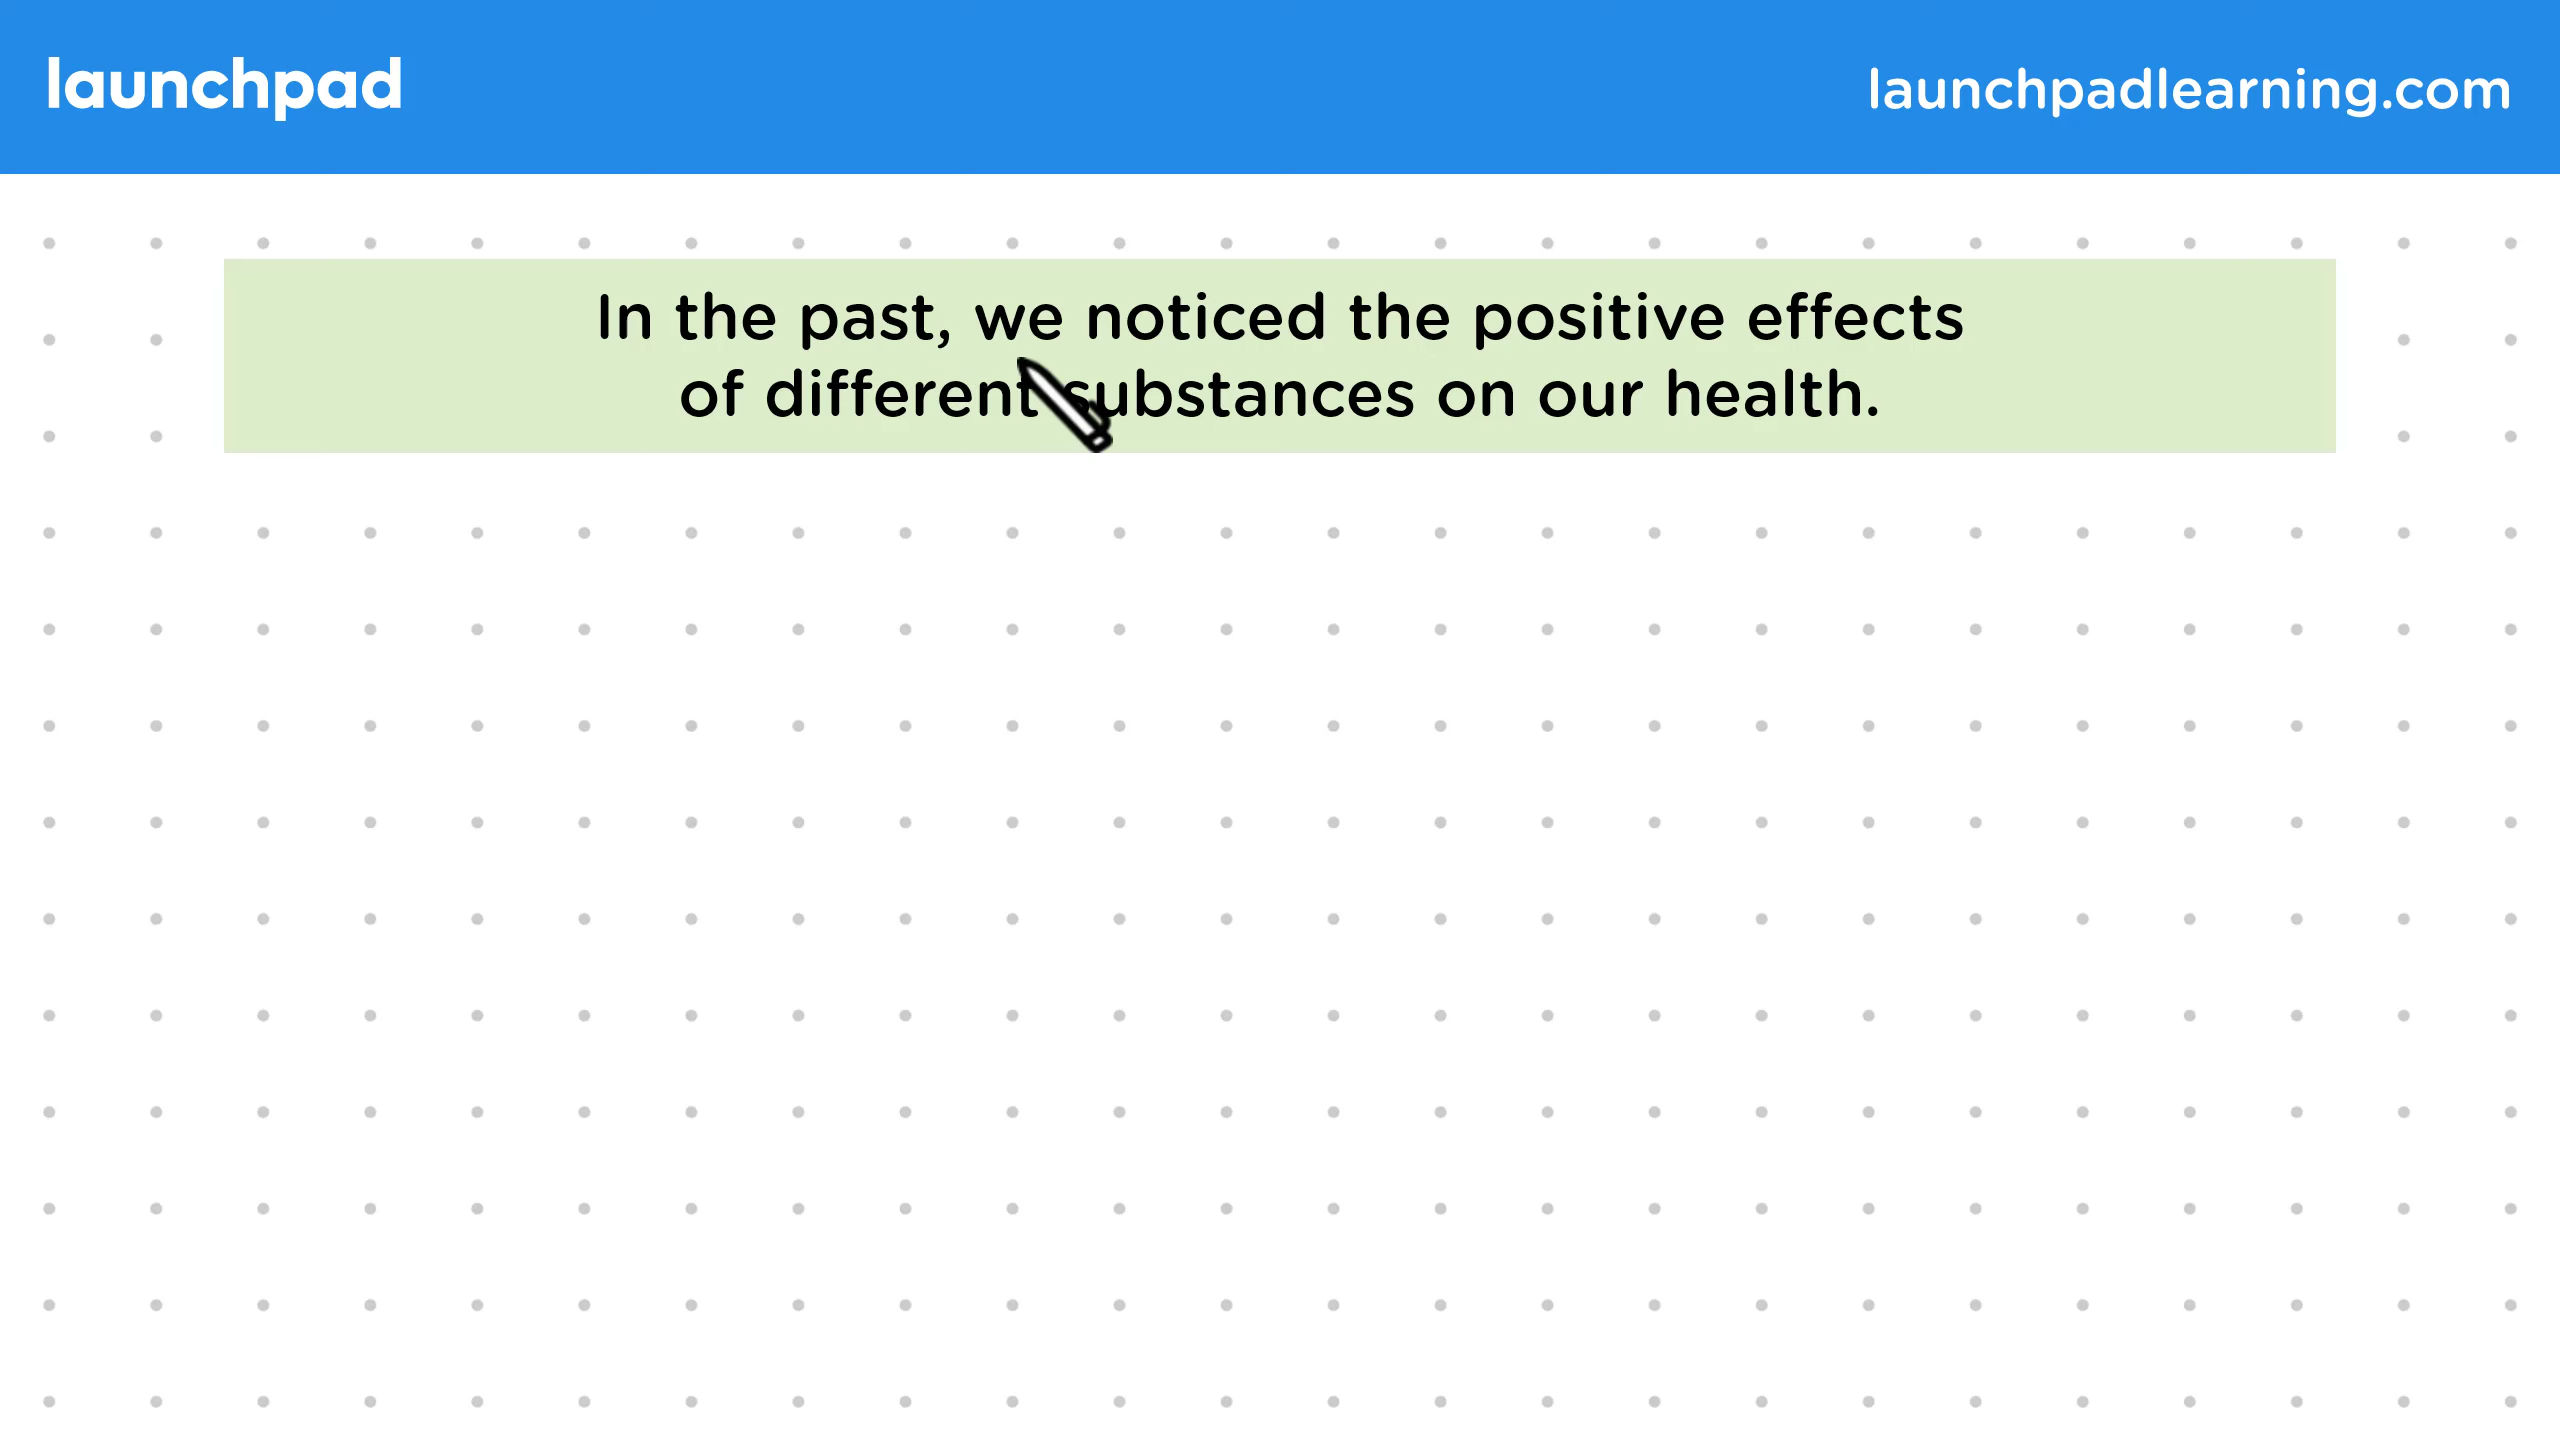 launchpad
launchpadlearning.com
In the past, we noticed the positive effects
of different substances on our health.